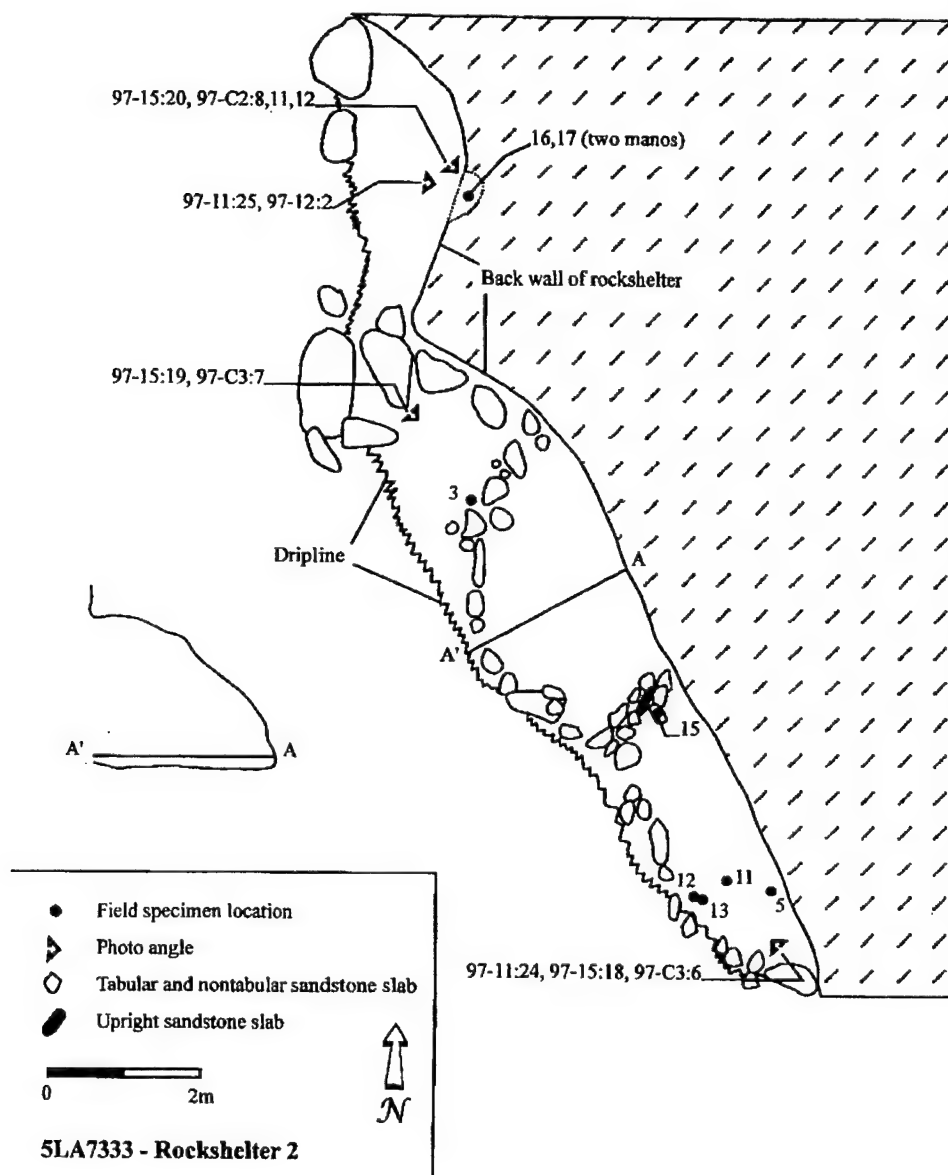 97-15:20, 97-C2:8,11,12
16,17 (two manos)
97-11:25, 97-12:2
Back wall of rockshelter
97-15:19, 97-C3:7
3
Dripline
A
A'
A'
A
15
11
12
13
5
97-11:24, 97-15:18, 97-C3:6
Field specimen location
Photo angle
Tabular and nontabular sandstone slab
Upright sandstone slab
0
2m
N
5LA7333 - Rockshelter 2